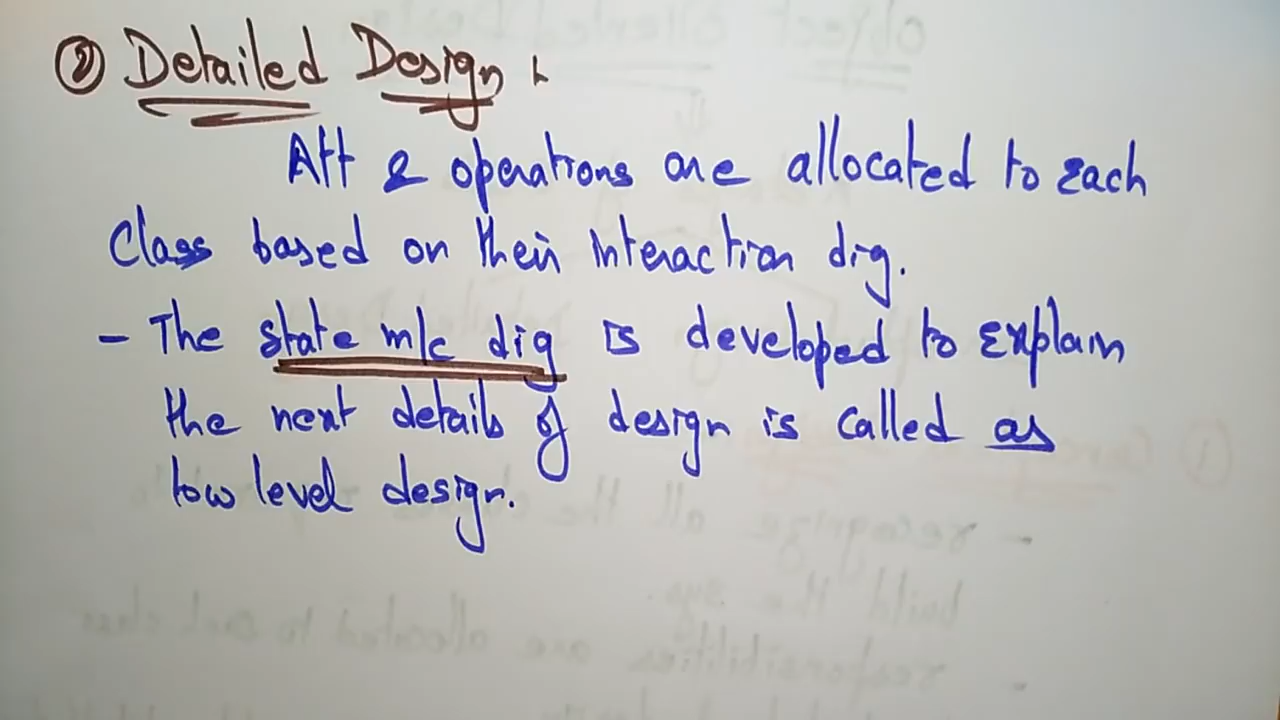 ② Detailed Design :-
Att & operations are allocated to each
Class based on their interaction dig.
- The state m/c dig is developed to explain
the next details of design is called as
low level design.